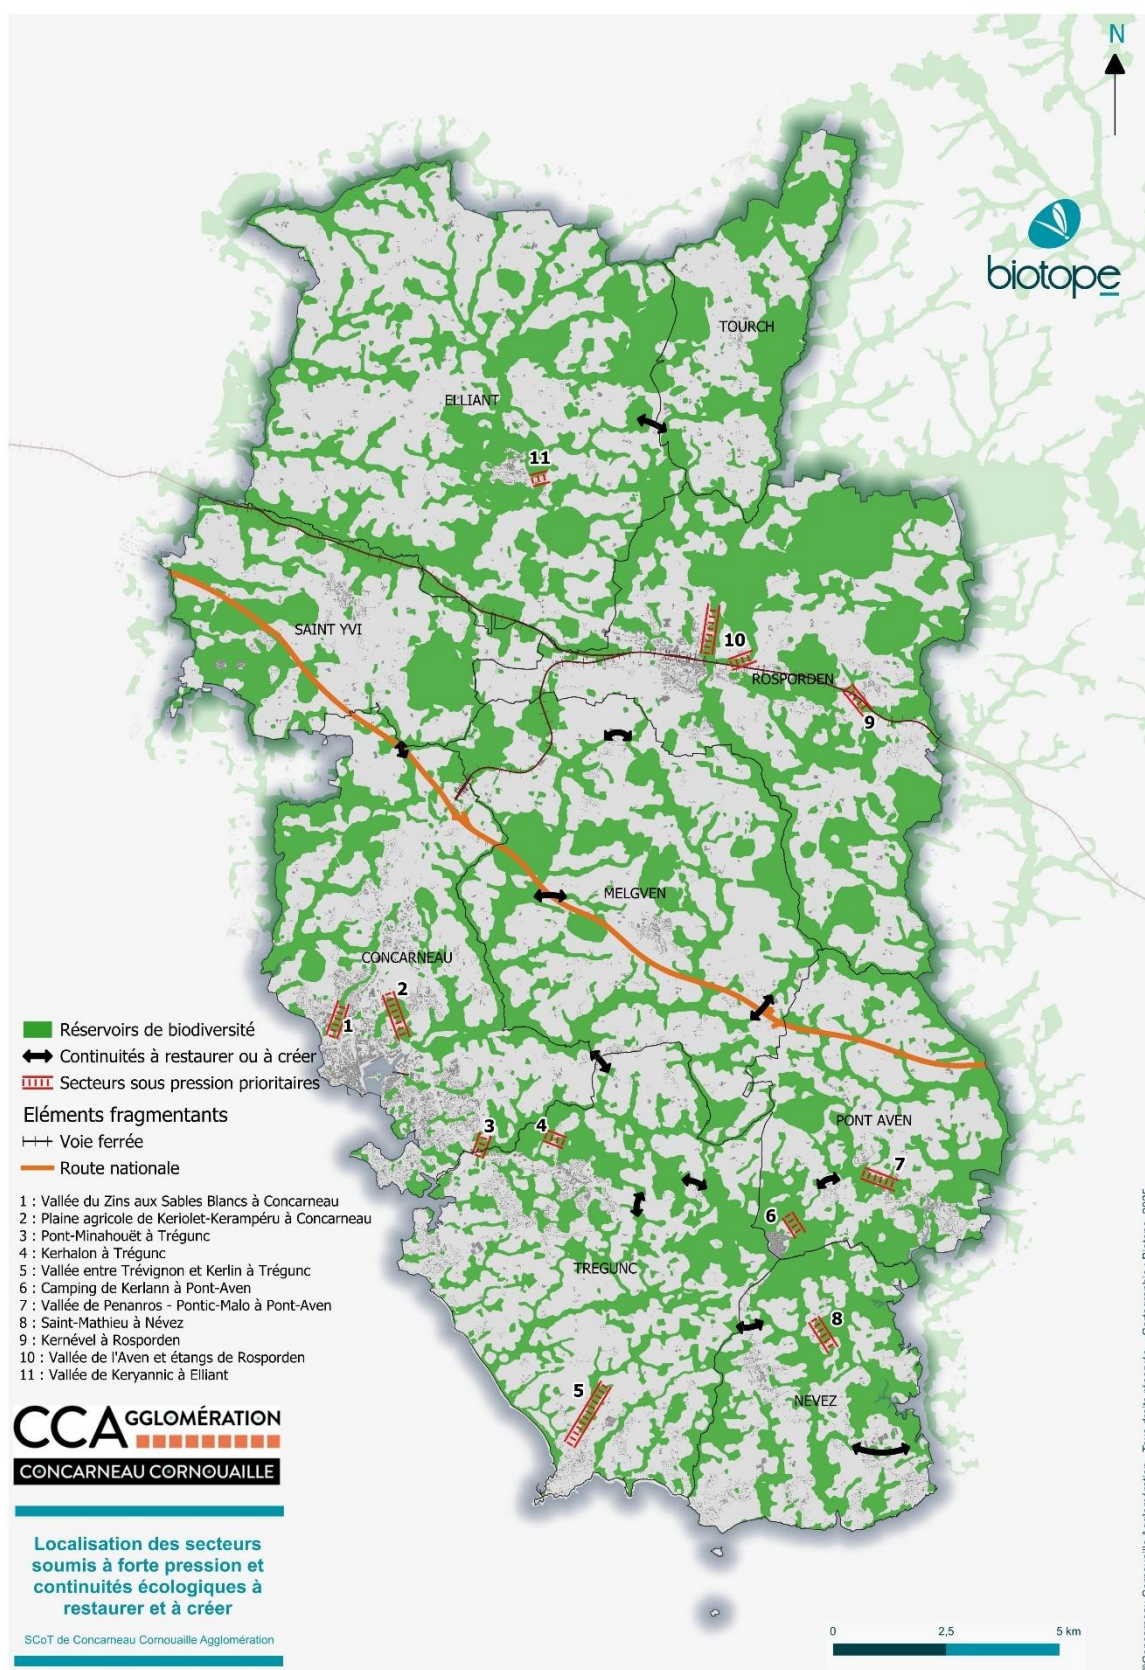 N
biotope
TOURCH
ELLIANT
11
SAINT YVI
10
ROSPORDEN
9
MELGVEN
CONCARNEAU
2
1
3
4
PONT AVEN
7
6
TREGUNC
8
5
NEVEZ
Réservoirs de biodiversité
Continuités à restaurer ou à créer
Secteurs sous pression prioritaires
Eléments fragmentants
Voie ferrée
Route nationale
1 : Vallée du Zins aux Sables Blancs à Concarneau
2 : Plaine agricole de Keriolet-Kerampéru à Concarneau
3 : Pont-Minahouët à Trégunc
4 : Kerhalon à Trégunc
5 : Vallée entre Trévignon et Kerlin à Trégunc
6 : Camping de Kerlann à Pont-Aven
7 : Vallée de Penanros - Pontic-Malo à Pont-Aven
8 : Saint-Mathieu à Névez
9 : Kernével à Rosporden
10 : Vallée de l'Aven et étangs de Rosporden
11 : Vallée de Keryannic à Elliant
CCA GGLOMÉRATION
CONCARNEAU CORNOUAILLE
Localisation des secteurs
soumis à forte pression et
continuités écologiques à
restaurer et à créer
SCoT de Concarneau Cornouaille Agglomération
0 2,5 5 km